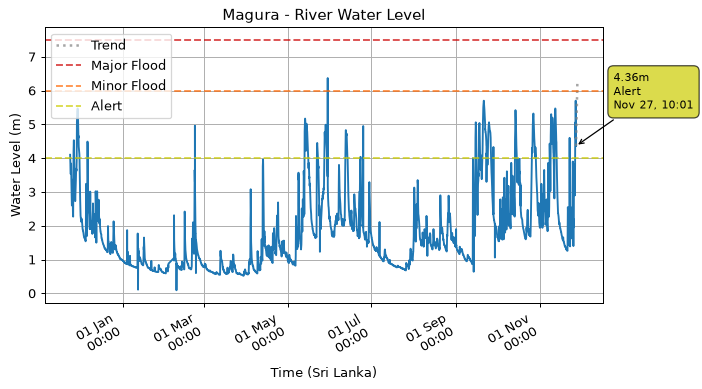 Magura - River Water Level
Trend
Major Flood
Minor Flood
Alert
4.36m
Alert
Nov 27, 10:01
Water Level (m)
7
6
5
4
3
2
1
0
01 Jan
00:00
01 Mar
00:00
01 May
00:00
01 Jul
00:00
01 Sep
00:00
01 Nov
00:00
Time (Sri Lanka)